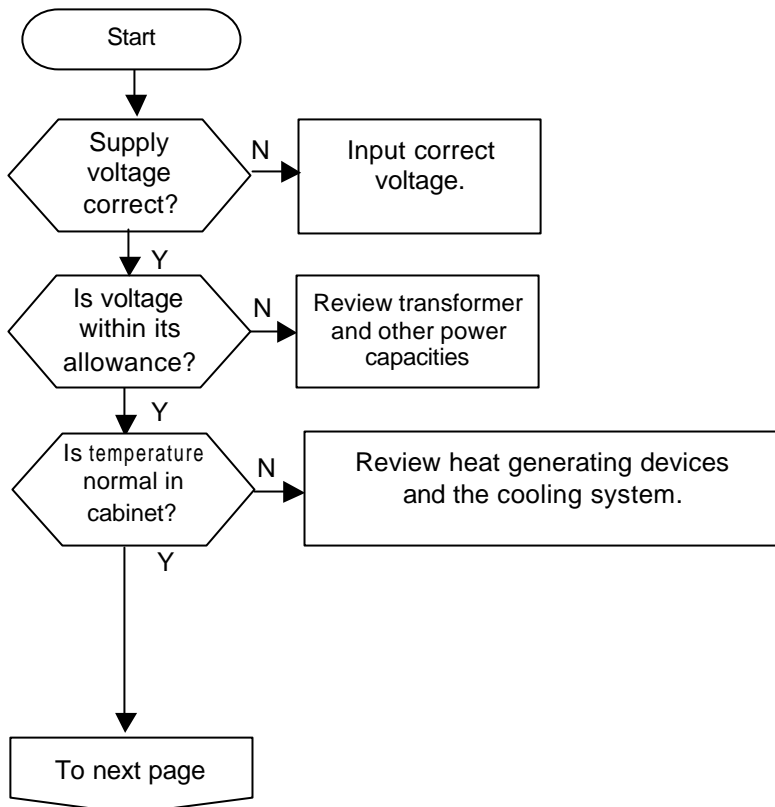 Start
Supply
voltage
correct?
N
Input correct
voltage.
Y
Is voltage
within its
allowance?
N
Review transformer
and other power
capacities
Y
Is temperature
normal in
cabinet?
N
Review heat generating devices
and the cooling system.
Y
To next page